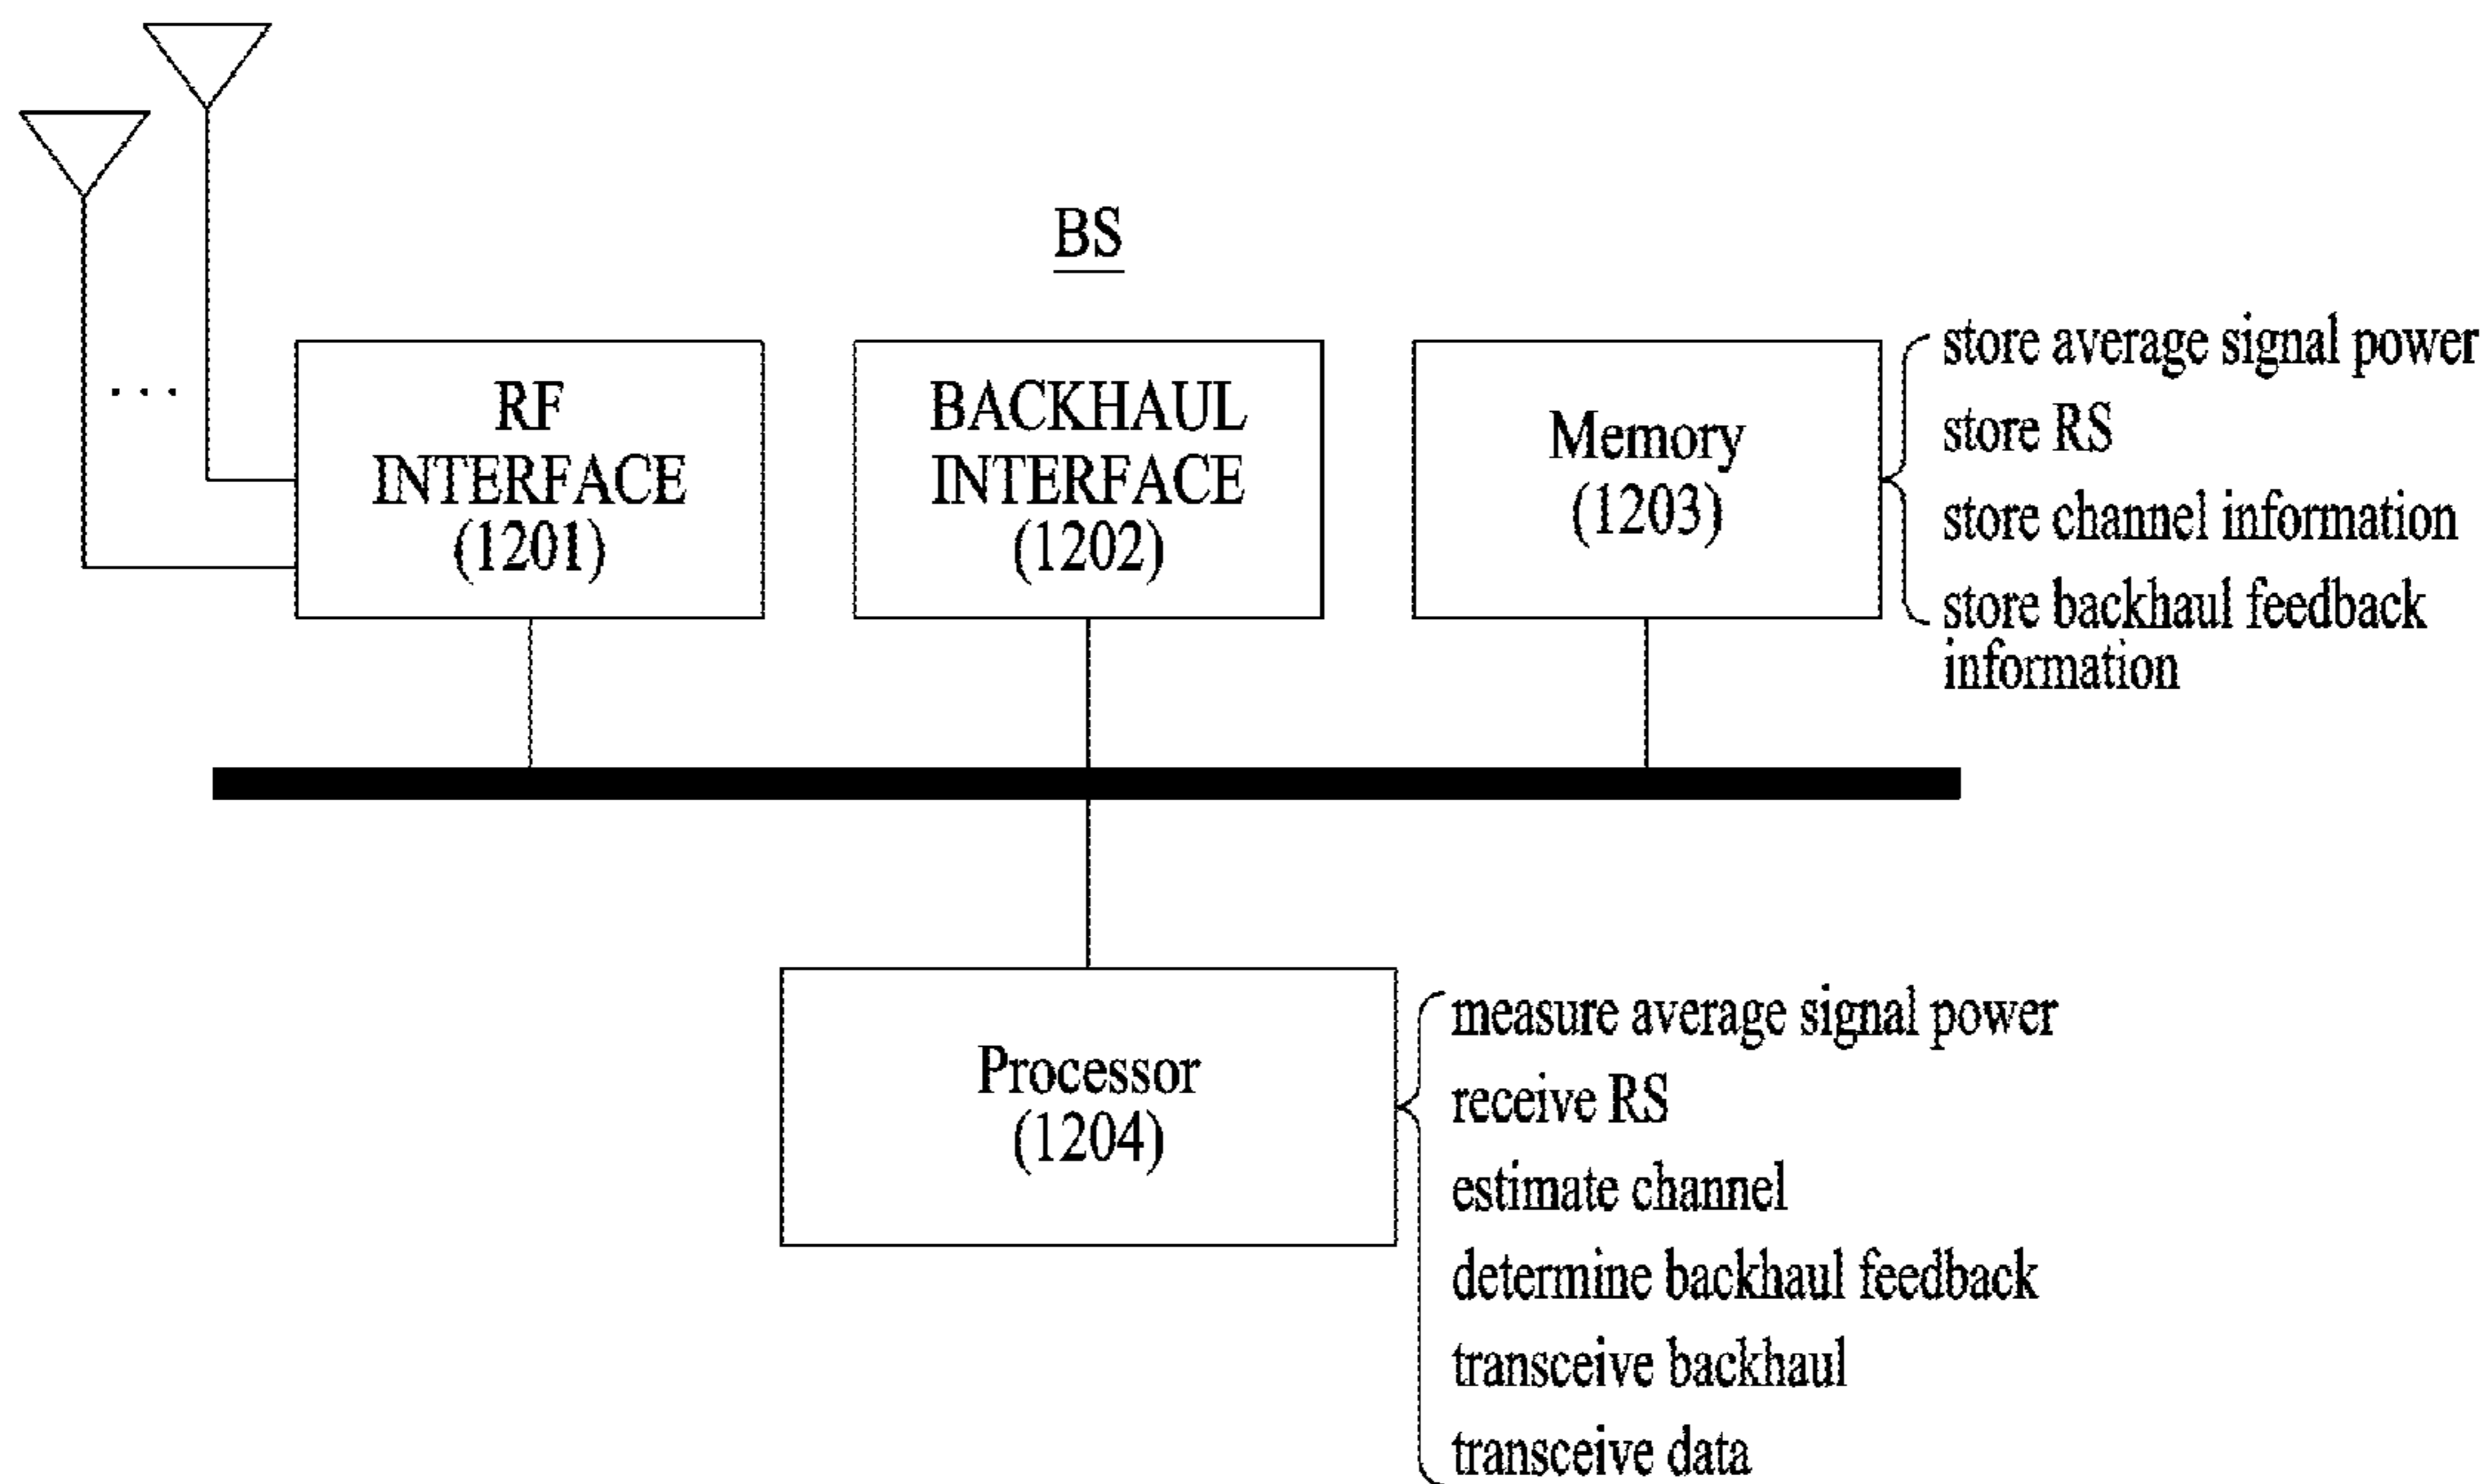 BS
RF
INTERFACE
(1201)
BACKHAUL
INTERFACE
(1202)
Memory
(1203)
store average signal power
store RS
store channel information
store backhaul feedback
information
. . .
Processor
(1204)
measure average signal power
receive RS
estimate channel
determine backhaul feedback
transceive backhaul
transceive data